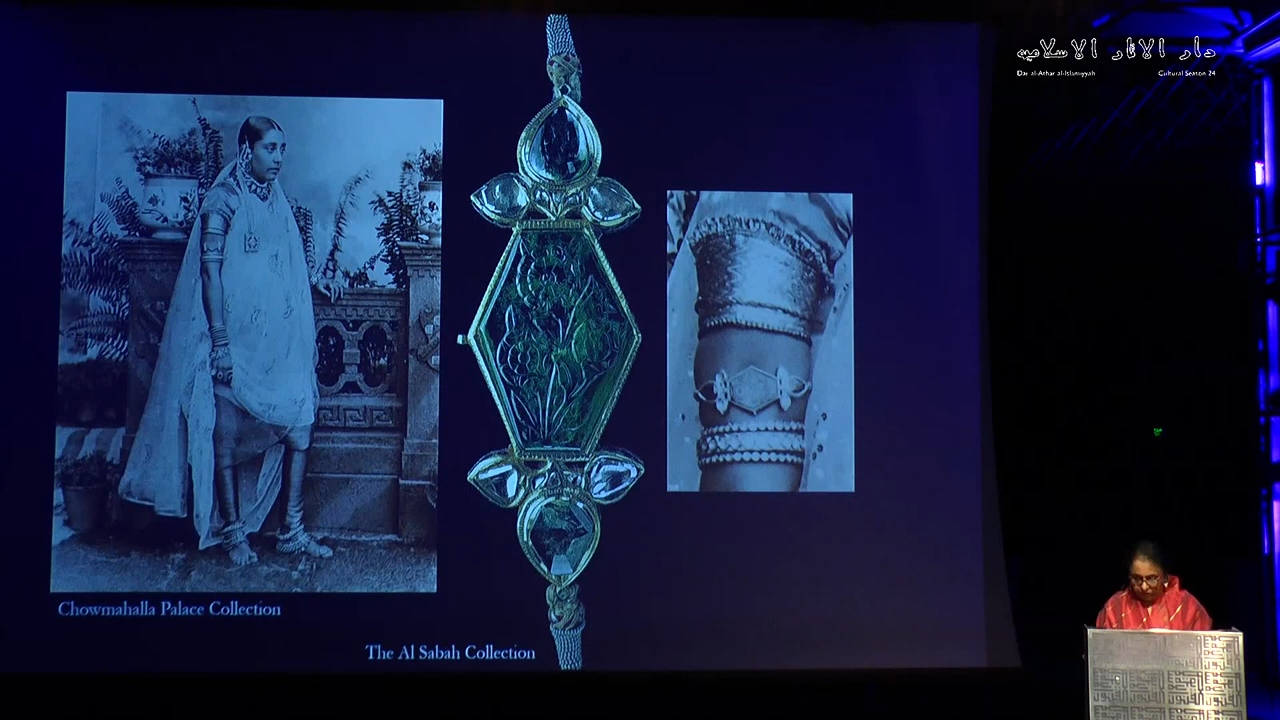 دار الآثار الإسلامية
Dar al-Athar al-Islamiyyah Cultural Season 24
Chowmahalla Palace Collection
The Al Sabah Collection